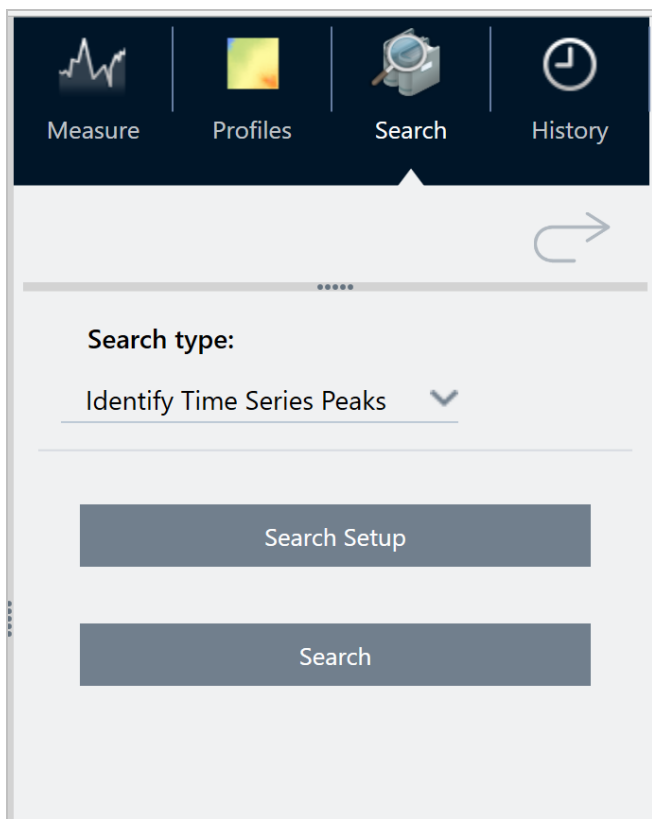 Measure Profiles Search History
Search type:
Identify Time Series Peaks
Search Setup
Search